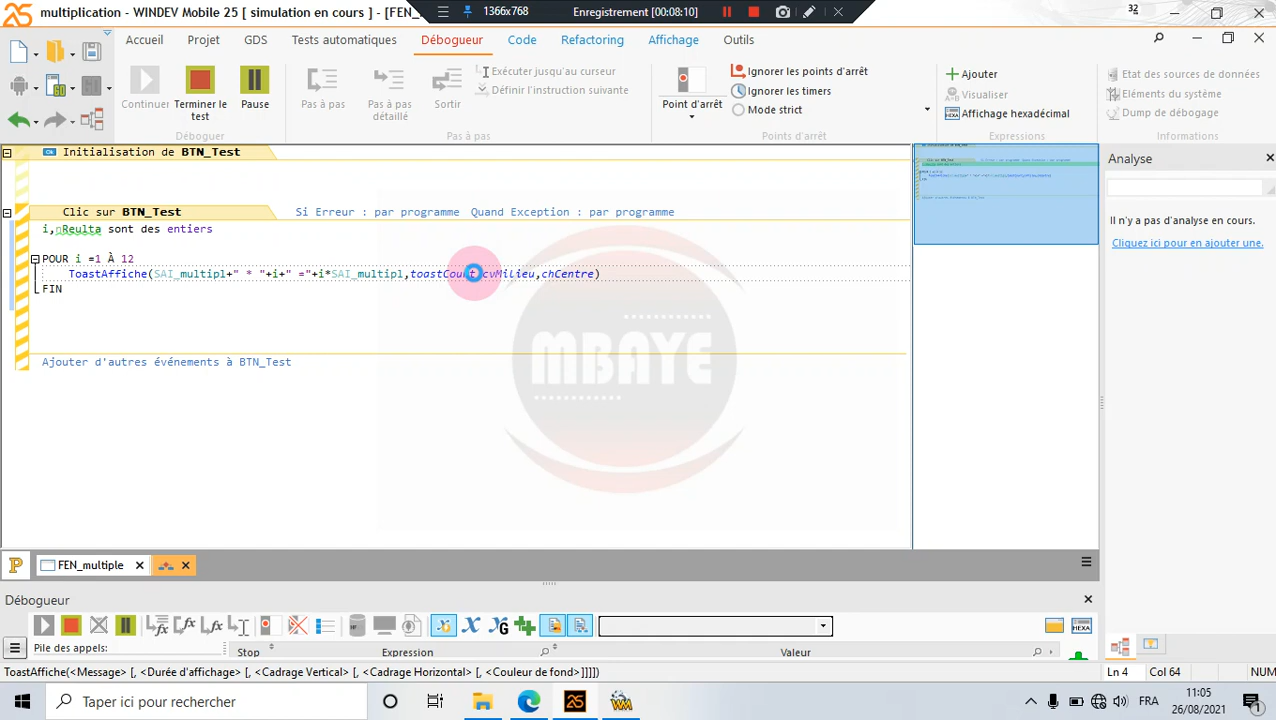 multiplication - WINDEV Mobile 25 [ simulation en cours ] - [FEN_
1366x768
Enregistrement (00:08:10)
Accueil
Projet
GDS
Tests automatiques
Débogueur
Code
Refactoring
Affichage
Outils
Continuer
Terminer le test
Pause
Pas à pas
Pas à pas détaillé
Sortir
Exécuter jusqu'au curseur
Définir l'instruction suivante
Point d'arrêt
Ignorer les points d'arrêt
Ignorer les timers
Mode strict
Ajouter
Visualiser
Affichage hexadécimal
Etat des sources de données
Eléments du système
Dump de débogage
Déboguer
Pas à pas
Points d'arrêt
Expressions
Informations
Initialisation de BTN_Test
Clic sur BTN_Test
Si Erreur : par programme Quand Exception : par programme
i,nReulta sont des entiers
POUR i =1 À 12
ToastAffiche(SAI_multipl+" * "+i+" ="+i*SAI_multipl,toastCourt,cvMilieu,chCentre)
FIN
MBAYE
Ajouter d'autres événements à BTN_Test
Analyse
Il n'y a pas d'analyse en cours.
Cliquez ici pour en ajouter une.
FEN_multiple
Débogueur
HEXA
Pile des appels:
Stop
Expression
Valeur
ToastAffiche(<Message> [, <Durée d'affichage> [, <Cadrage Vertical> [, <Cadrage Horizontal> [, <Couleur de fond>]]]])
Ln 4
Col 64
NUM
Taper ici pour rechercher
FRA
11:05
26/08/2021